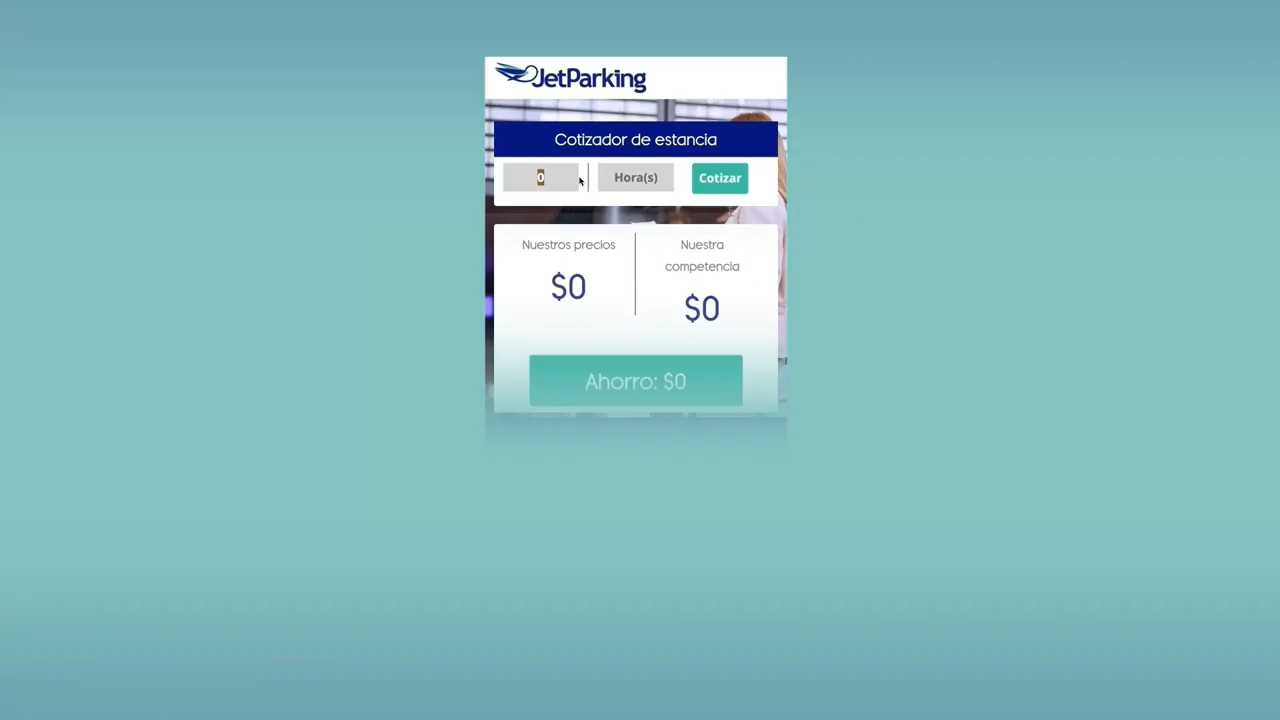 JetParking
Cotizador de estancia
0
Hora(s)
Cotizar
Nuestros precios
$0
Nuestra
competencia
$0
Ahorro: $0